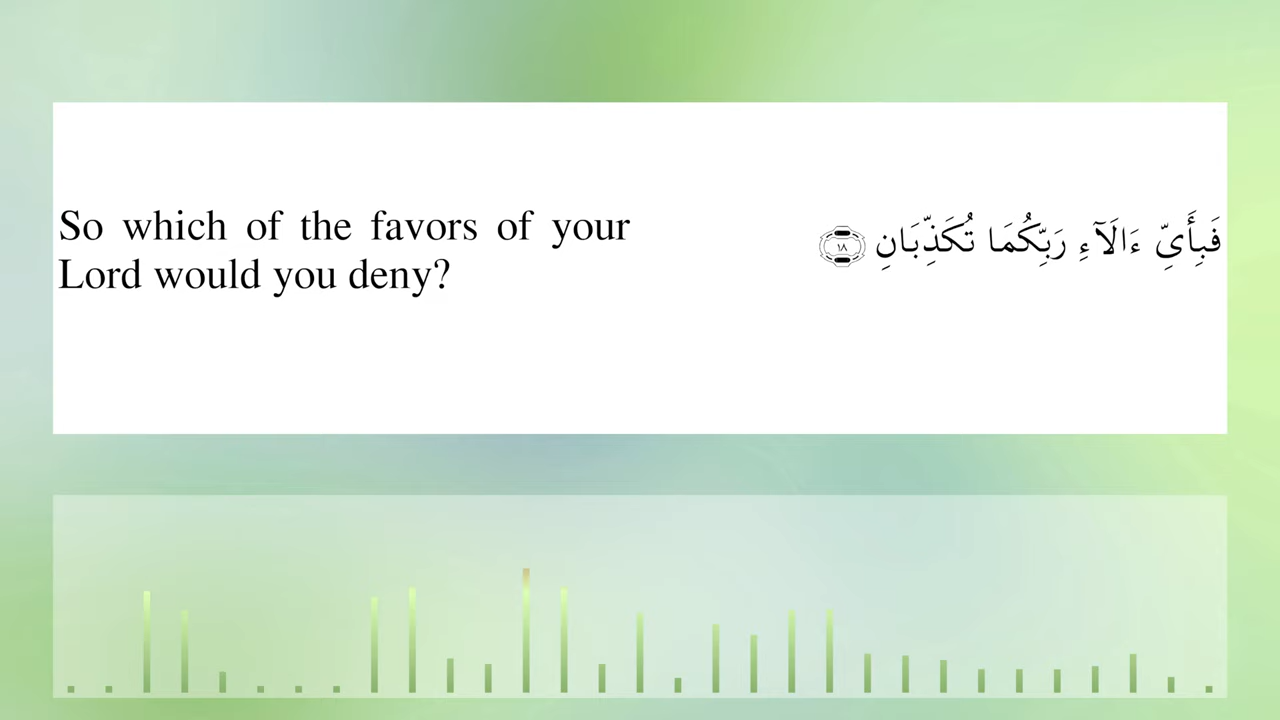 So which of the favors of your
Lord would you deny?
فَبِأَيِّ ءَالَآءِ رَبِّكُمَا تُكَذِّبَانِ ١٨